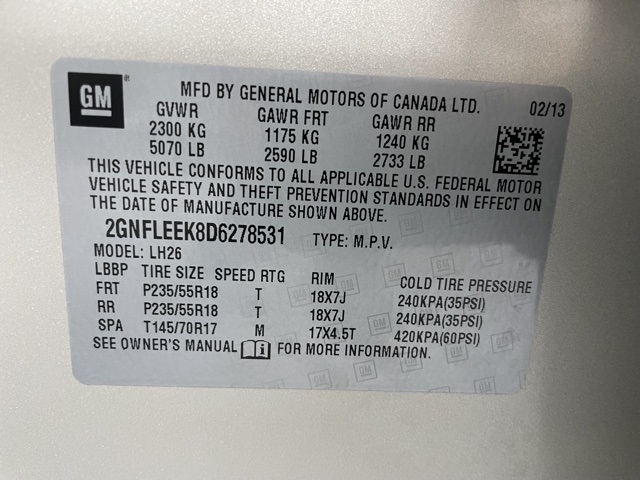 GM
MFD BY GENERAL MOTORS OF CANADA LTD. 02/13
GVWR GAWR FRT GAWR RR
2300 KG 1175 KG 1240 KG
5070 LB 2590 LB 2733 LB
THIS VEHICLE CONFORMS TO ALL APPLICABLE U.S. FEDERAL MOTOR
VEHICLE SAFETY AND THEFT PREVENTION STANDARDS IN EFFECT ON
THE DATE OF MANUFACTURE SHOWN ABOVE.
2GNFLEEK8D6278531 TYPE: M.P.V.
MODEL: LH26
LBBP TIRE SIZE SPEED RTG RIM COLD TIRE PRESSURE
FRT P235/55R18 T 18X7J 240KPA(35PSI)
RR P235/55R18 T 18X7J 240KPA(35PSI)
SPA T145/70R17 M 17X4.5T 420KPA(60PSI)
SEE OWNER'S MANUAL FOR MORE INFORMATION.